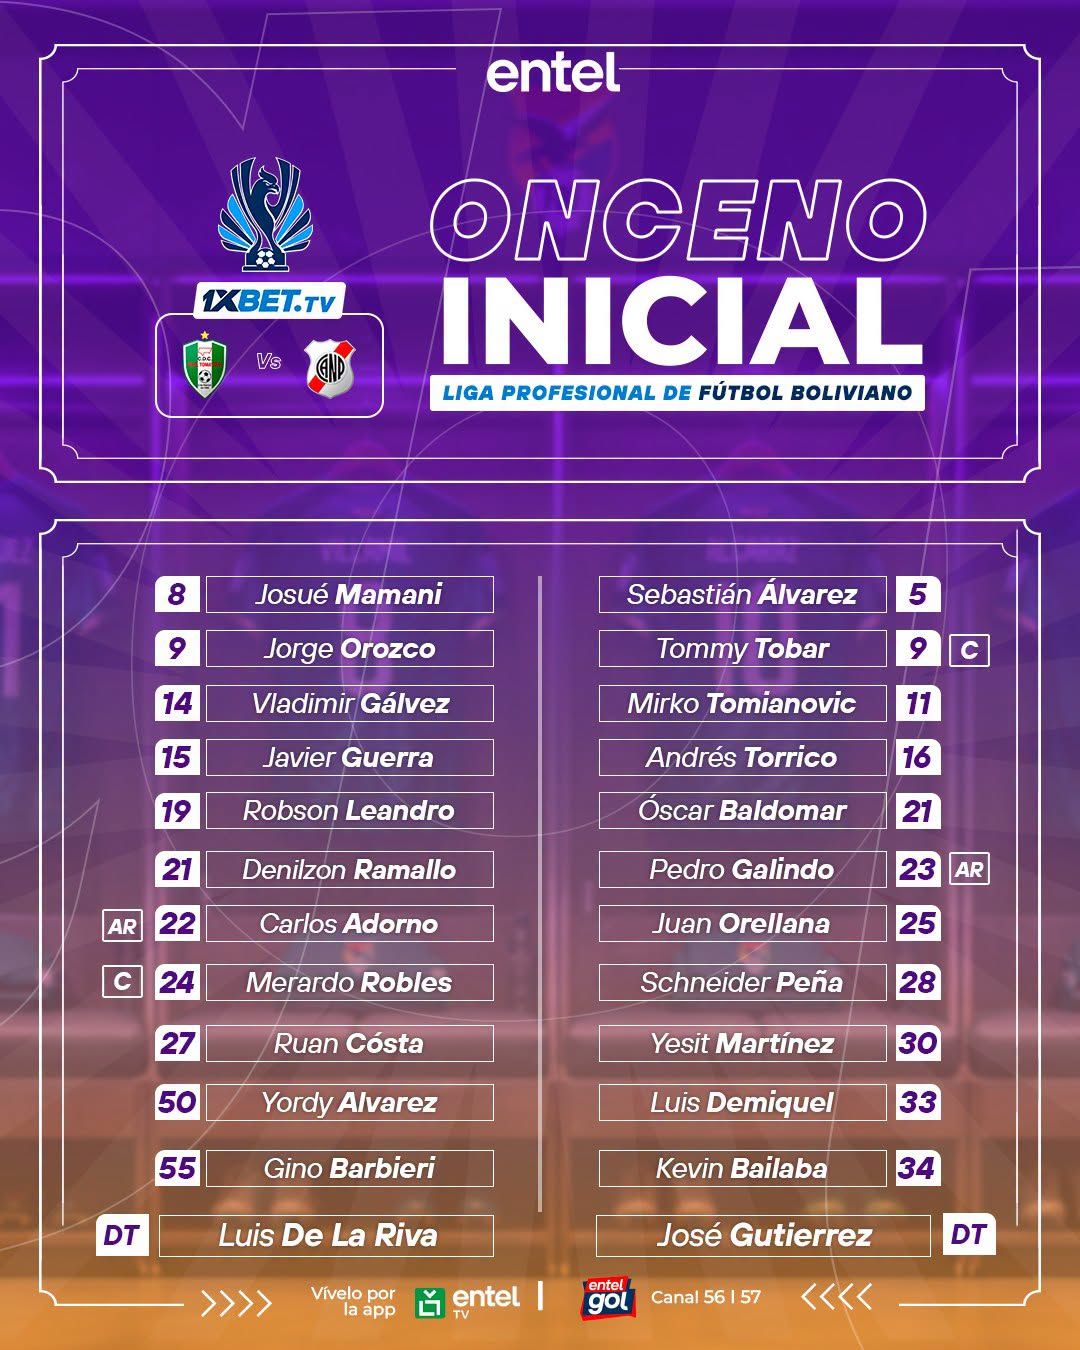 entel
ONCENO
INICIAL
1XBET.TV
LIGA PROFESIONAL DE FÚTBOL BOLIVIANO
Vs
C.D.C.
ANP
8 Josué Mamani
9 Jorge Orozco
14 Vladimir Gálvez
15 Javier Guerra
19 Robson Leandro
21 Denilzon Ramallo
AR 22 Carlos Adorno
C 24 Merardo Robles
27 Ruan Cósta
50 Yordy Alvarez
55 Gino Barbieri
DT Luis De La Riva
Sebastián Álvarez 5
Tommy Tobar 9 C
Mirko Tomianovic 11
Andrés Torrico 16
Óscar Baldomar 21
Pedro Galindo 23 AR
Juan Orellana 25
Schneider Peña 28
Yesit Martínez 30
Luis Demiquel 33
Kevin Bailaba 34
José Gutierrez DT
Vívelo por
la app
entel
TV
entel
gol
Canal 56 | 57